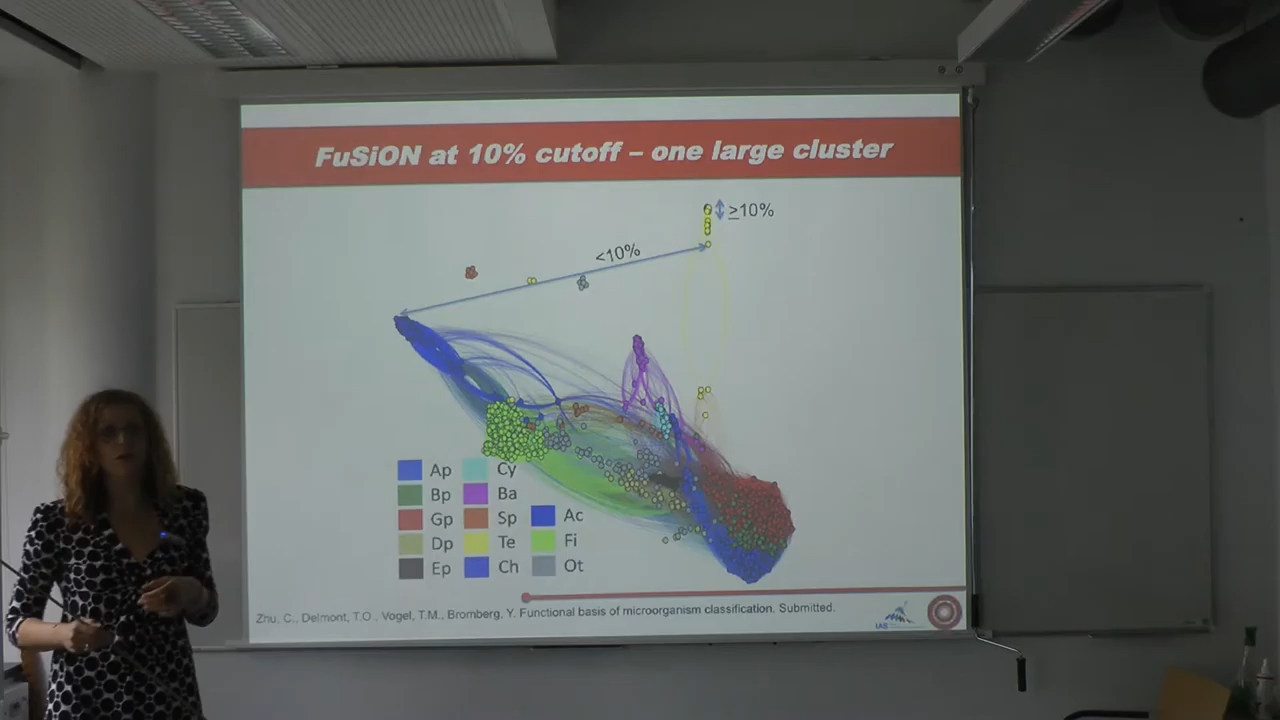 FuSiON at 10% cutoff – one large cluster
≥10%
<10%
Ap Cy
Bp Ba
Gp Sp Ac
Dp Te Fi
Ep Ch Ot
Zhu, C., Delmont, T.O., Vogel, T.M., Bromberg, Y. Functional basis of microorganism classification. Submitted.
IAS